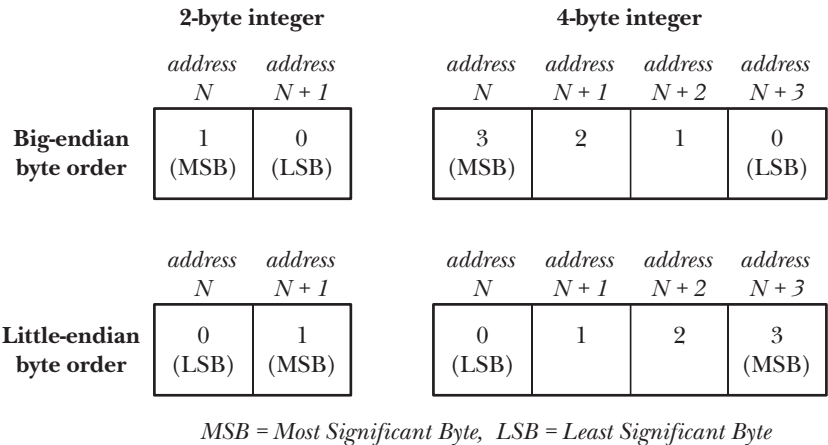 2-byte integer 4-byte integer
address address address address address address
N N + 1 N N + 1 N + 2 N + 3
Big-endian byte order
1 (MSB) 0 (LSB) 3 (MSB) 2 1 0 (LSB)
address address address address address address
N N + 1 N N + 1 N + 2 N + 3
Little-endian byte order
0 (LSB) 1 (MSB) 0 (LSB) 1 2 3 (MSB)
MSB = Most Significant Byte, LSB = Least Significant Byte